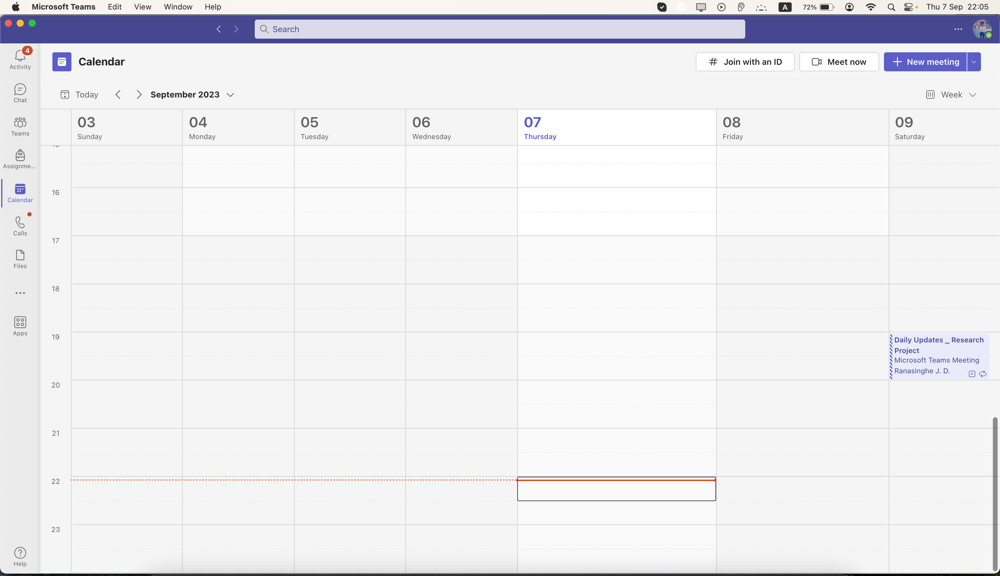 Microsoft Teams Edit View Window Help
A 72% Thu 7 Sep 22:05
Search
4
Activity
Chat
Teams
Assignme...
Calendar
Calls
Files
Apps
Help
Calendar
# Join with an ID
Meet now
New meeting
Today
September 2023
Week
03
Sunday
04
Monday
05
Tuesday
06
Wednesday
07
Thursday
08
Friday
09
Saturday
16
17
18
19
20
21
22
23
Daily Updates _ Research
Project
Microsoft Teams Meeting
Ranasinghe J. D.